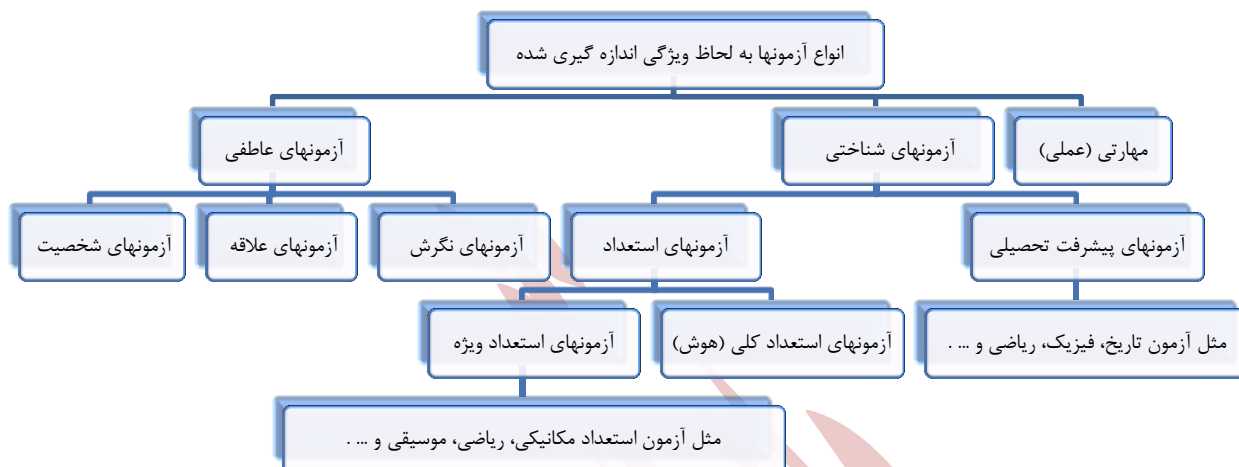 انواع آزمونها به لحاظ ویژگی اندازه گیری شده
مهارتی (عملی)
آزمونهای شناختی
آزمونهای عاطفی
آزمونهای پیشرفت تحصیلی
آزمونهای استعداد
آزمونهای نگرش
آزمونهای علاقه
آزمونهای شخصیت
مثل آزمون تاریخ، فیزیک، ریاضی و ... .
آزمونهای استعداد کلی (هوش)
آزمونهای استعداد ویژه
مثل آزمون استعداد مکانیکی، ریاضی، موسیقی و ... .